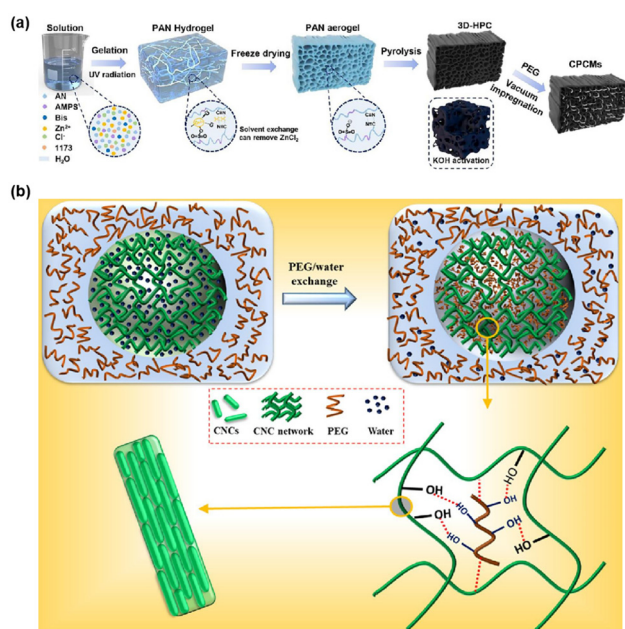 (a)
Solution
Gelation
UV radiation
PAN Hydrogel
Freeze drying
PAN aerogel
Pyrolysis
3D-HPC
PEG
Vacuum
Impregnation
CPCMs
AN
AMPS
Bis
Zn²⁺
Cl⁻
1173
H₂O
Solvent exchange
can remove ZnCl₂
KOH activation
(b)
PEG/water
exchange
CNCs
CNC network
PEG
Water
OH
OH
HO
HO
OH
OH
HO
HO